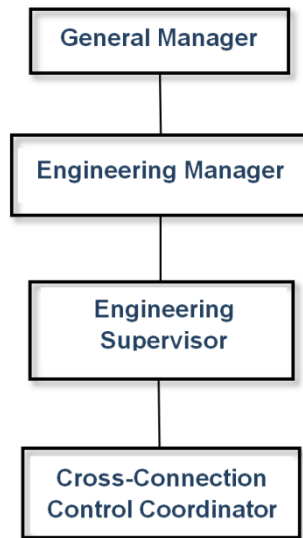 General Manager
Engineering Manager
Engineering
Supervisor
Cross-Connection
Control Coordinator